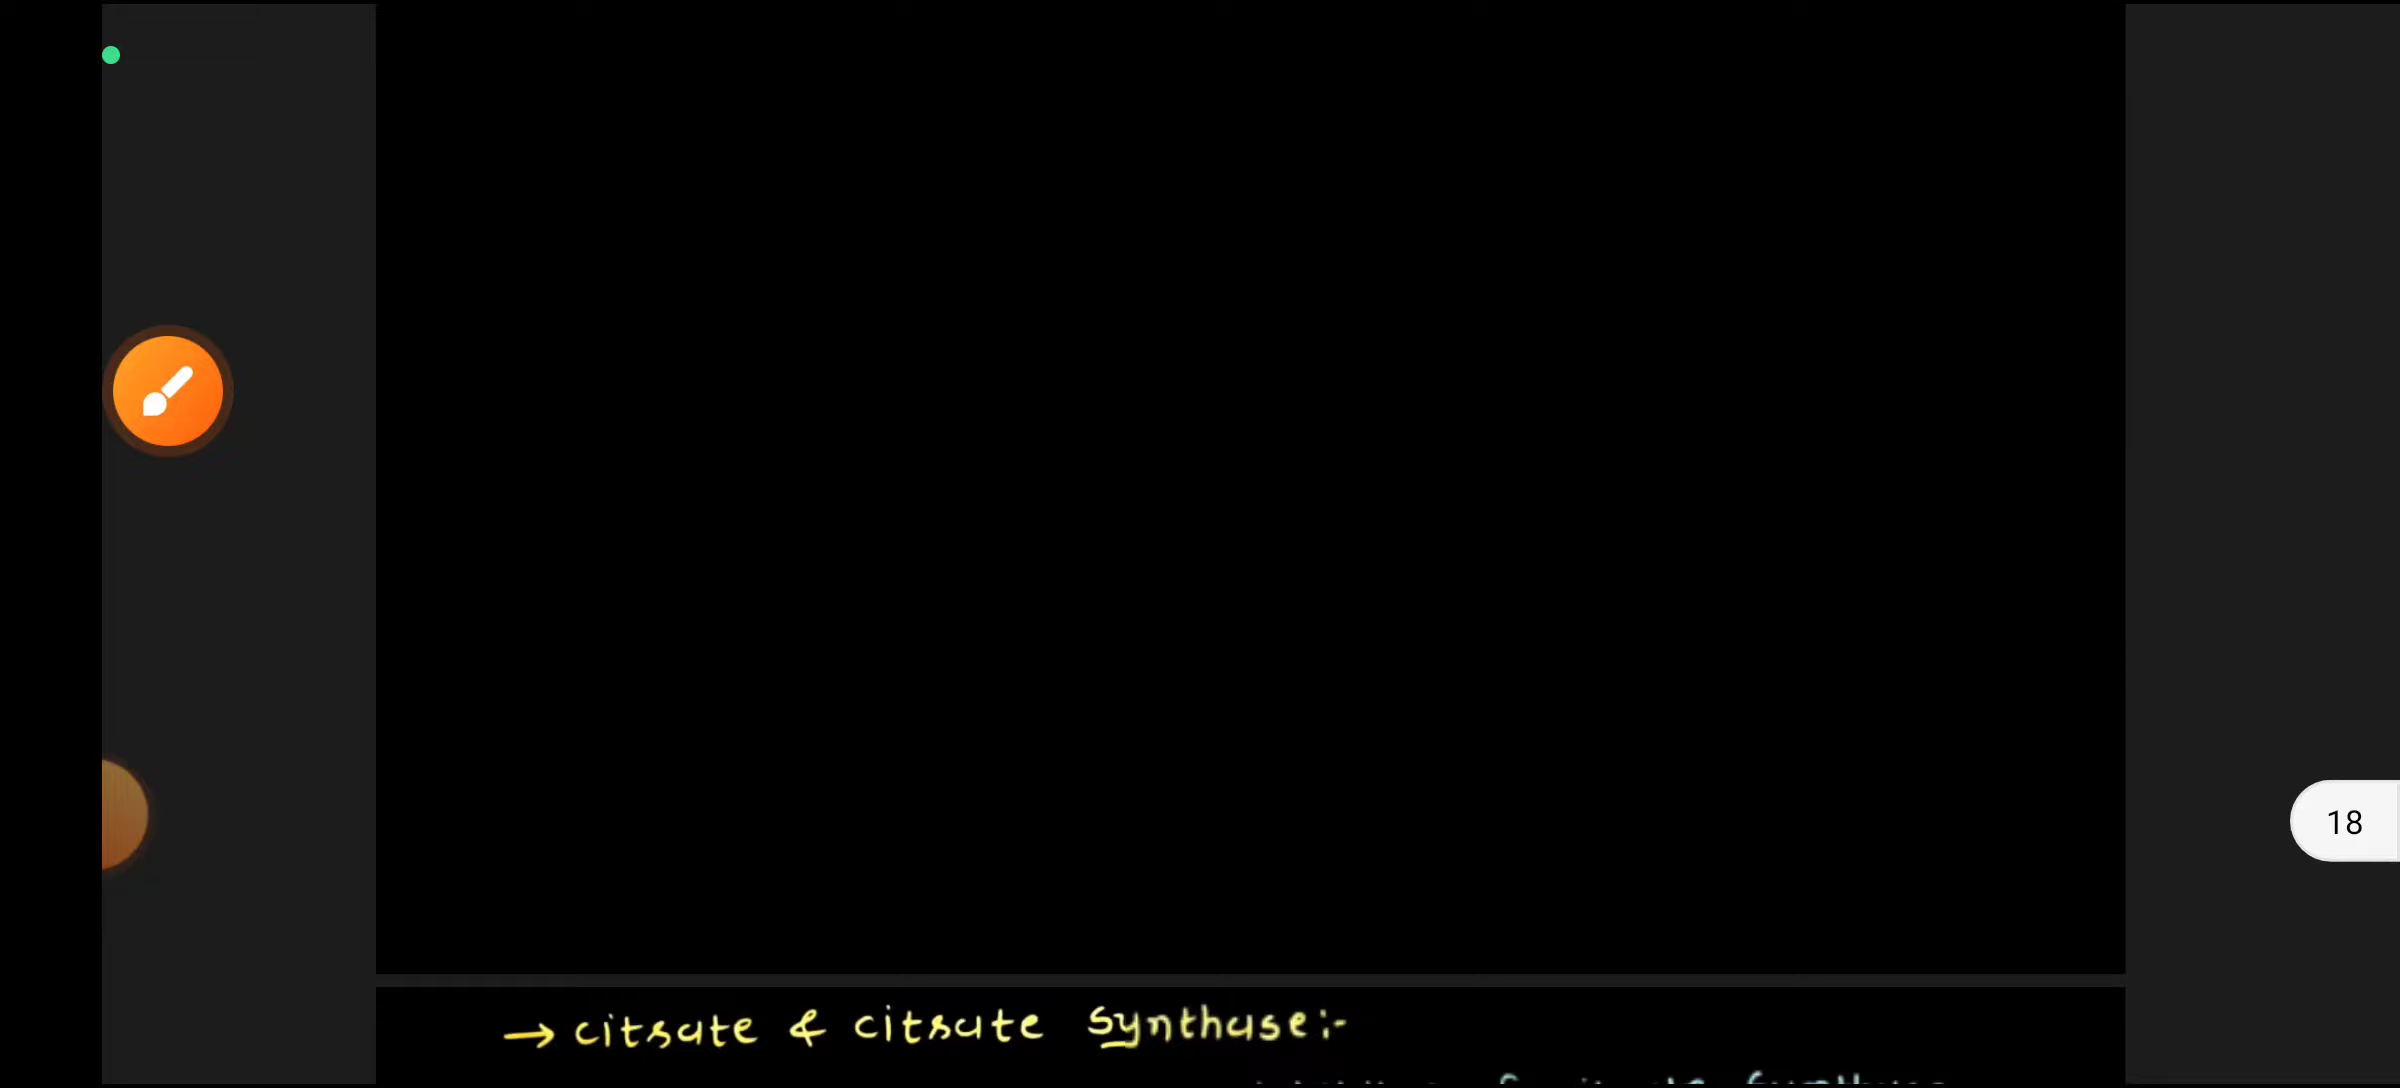 18
→ citrate & citrate synthase:-